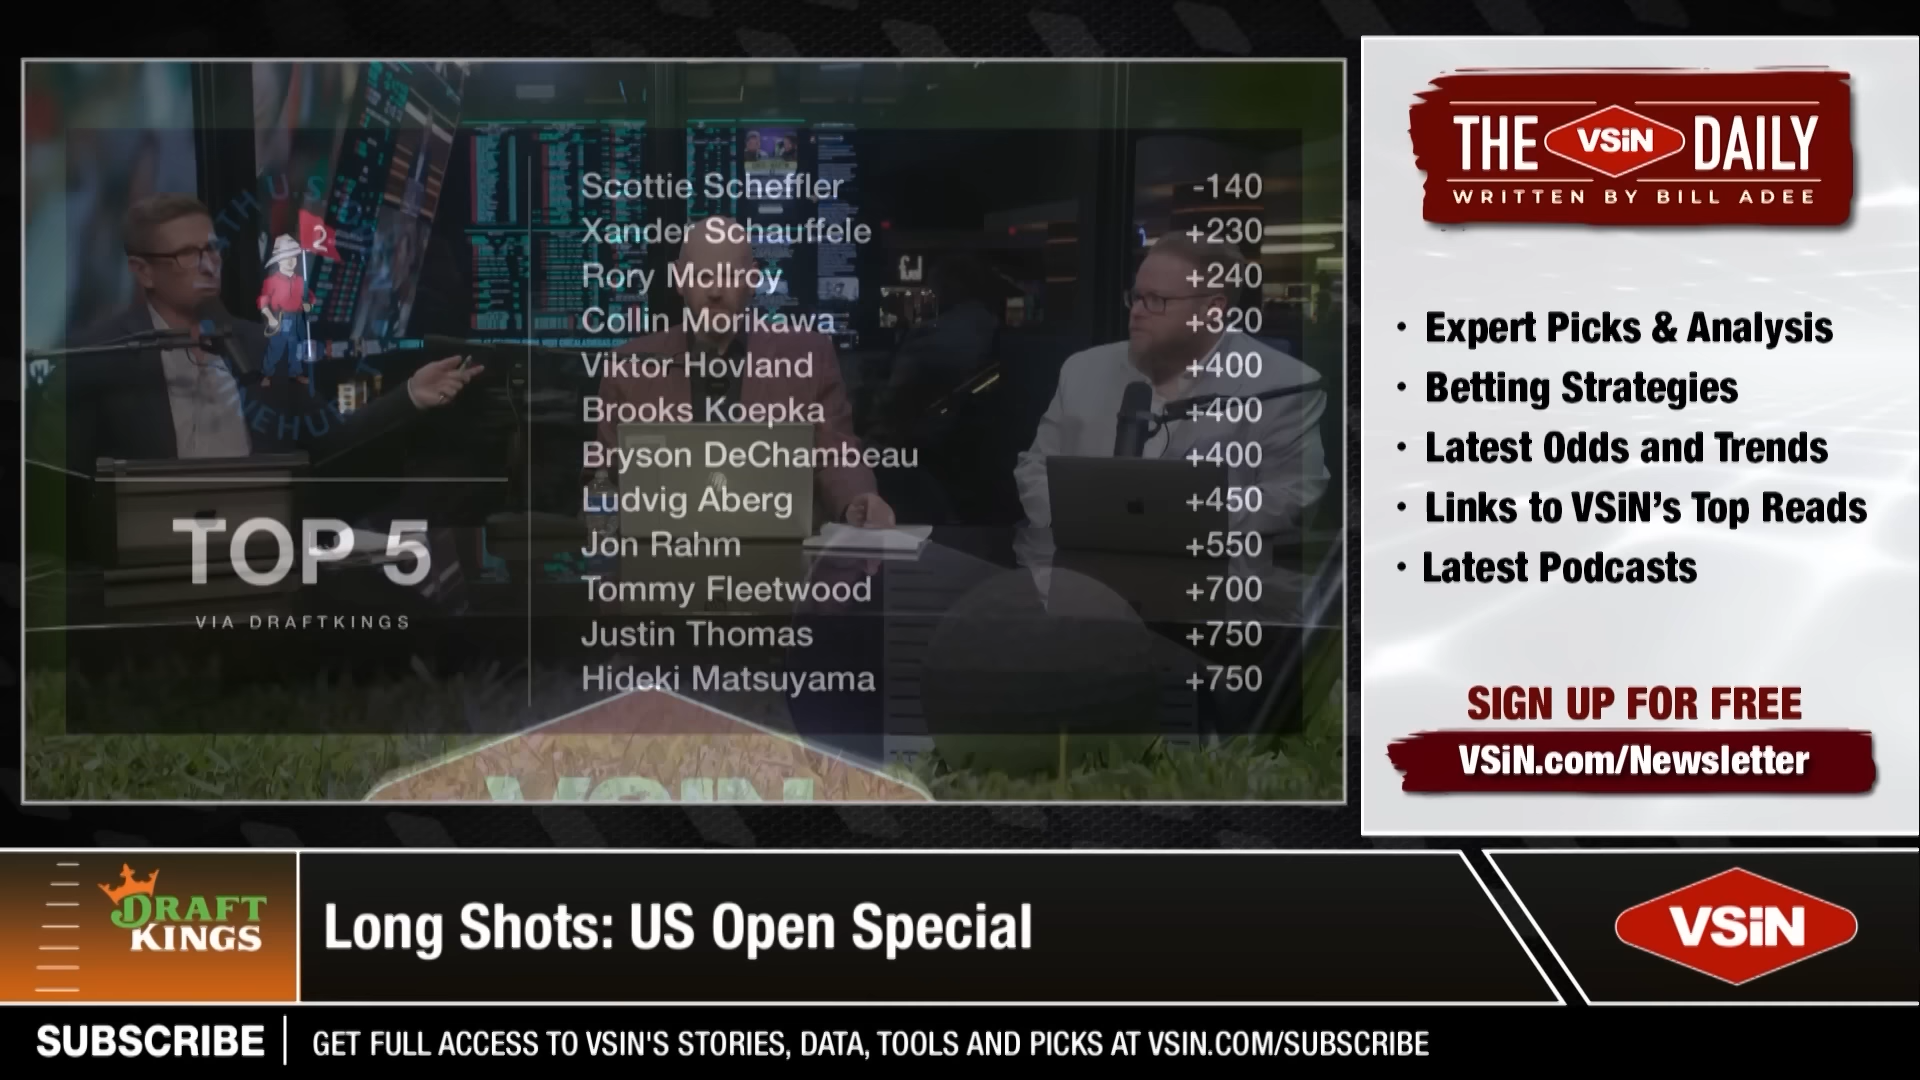 TOP 5
VIA DRAFTKINGS
Scottie Scheffler -140
Xander Schauffele +230
Rory McIlroy +240
Collin Morikawa +320
Viktor Hovland +400
Brooks Koepka +400
Bryson DeChambeau +400
Ludvig Aberg +450
Jon Rahm +550
Tommy Fleetwood +700
Justin Thomas +750
Hideki Matsuyama +750
2
VSiN
THE VSiN DAILY
WRITTEN BY BILL ADEE
• Expert Picks & Analysis
• Betting Strategies
• Latest Odds and Trends
• Links to VSiN's Top Reads
• Latest Podcasts
SIGN UP FOR FREE
VSiN.com/Newsletter
DRAFT
KINGS
Long Shots: US Open Special
VSiN
SUBSCRIBE
GET FULL ACCESS TO VSIN'S STORIES, DATA, TOOLS AND PICKS AT VSIN.COM/SUBSCRIBE